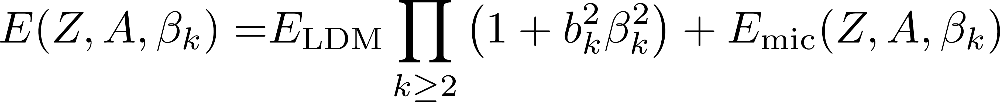 E(Z, A, β_k) = E_LDM ∏_{k≥2} (1 + b_k^2 β_k^2) + E_mic(Z, A, β_k)